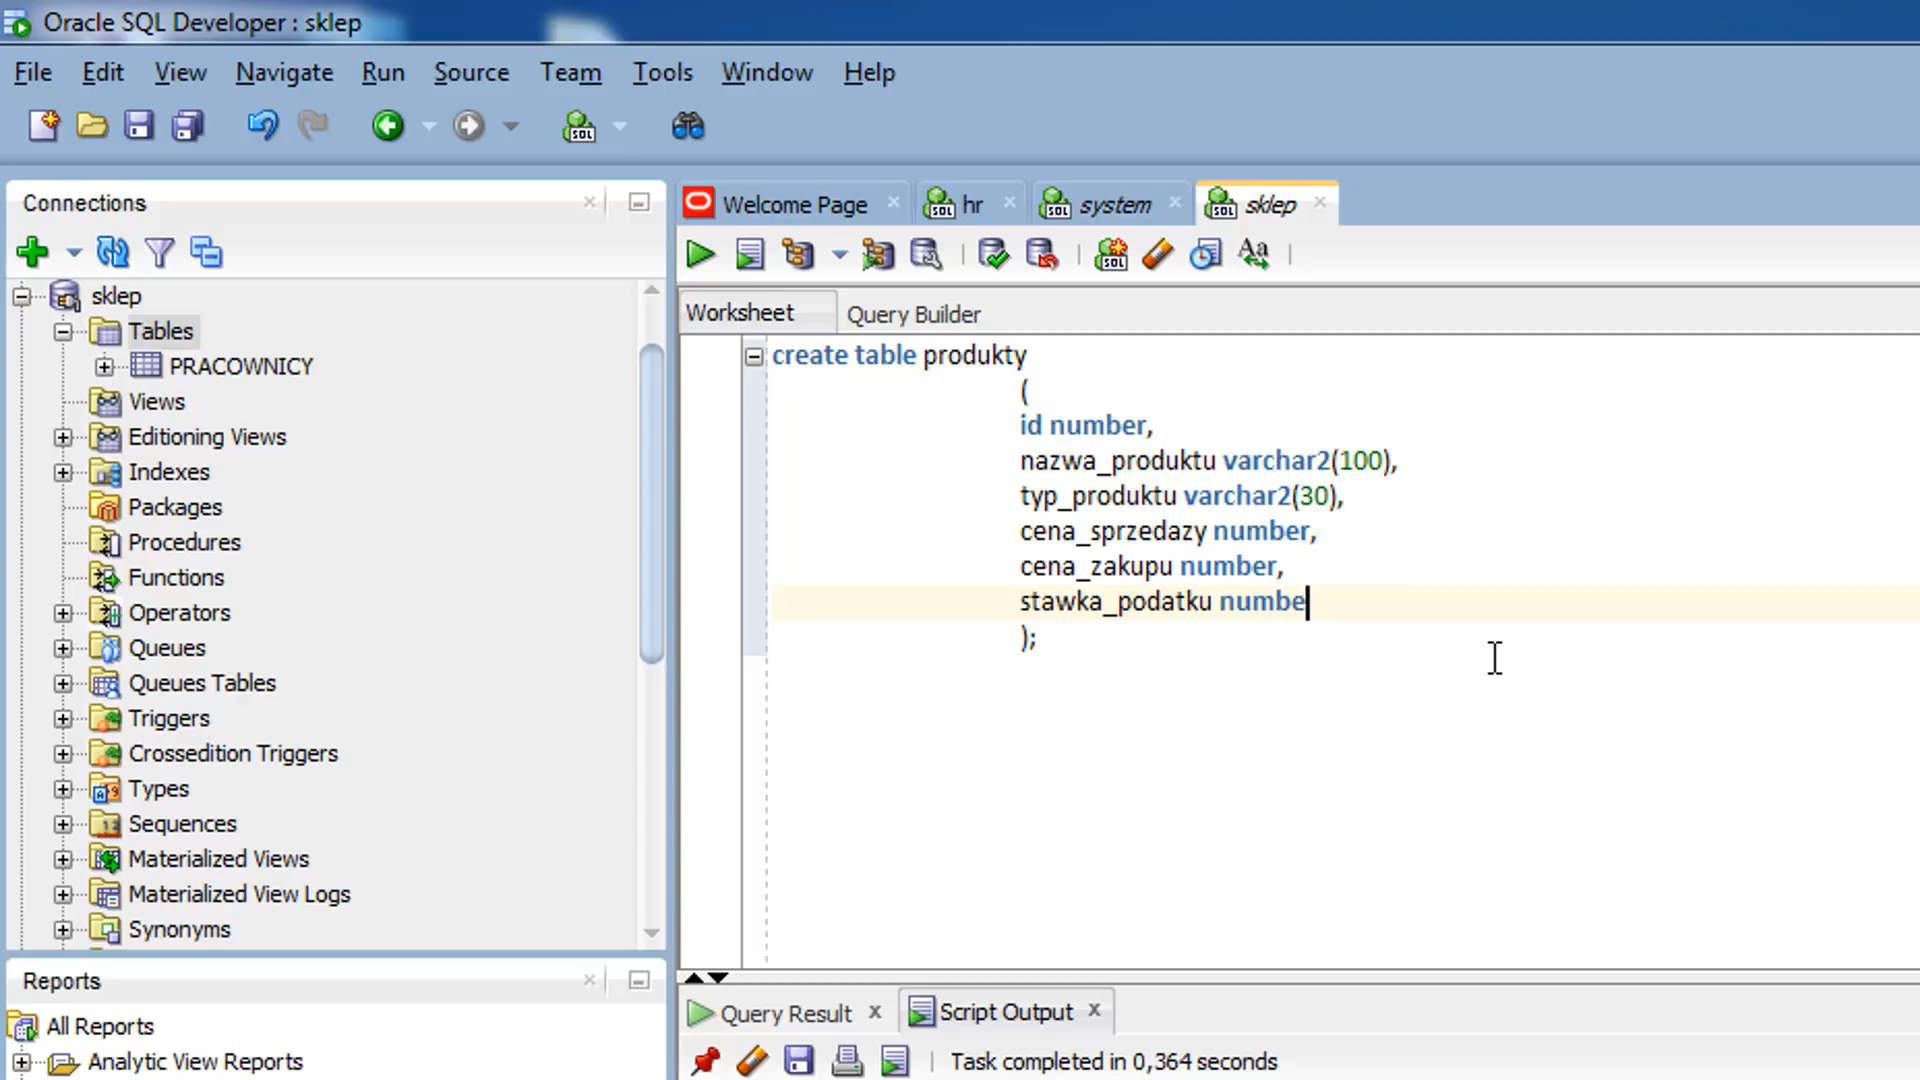 Oracle SQL Developer : sklep
File Edit View Navigate Run Source Team Tools Window Help
SQL
Connections
Welcome Page hr system sklep
Worksheet Query Builder
sklep
Tables
PRACOWNICY
Views
Editioning Views
Indexes
Packages
Procedures
Functions
Operators
Queues
Queues Tables
Triggers
Crossedition Triggers
Types
Sequences
Materialized Views
Materialized View Logs
Synonyms
create table produkty
(
id number,
nazwa_produktu varchar2(100),
typ_produktu varchar2(30),
cena_sprzedazy number,
cena_zakupu number,
stawka_podatku numbe
);
Reports
All Reports
Analytic View Reports
Query Result Script Output
Task completed in 0,364 seconds